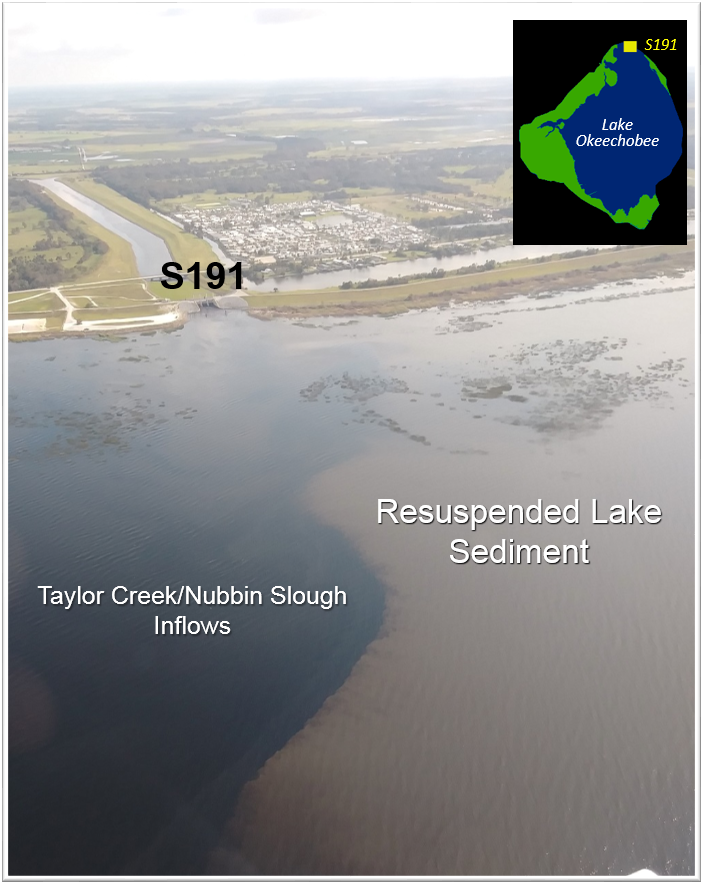 S191
Lake
Okeechobee
S191
Resuspended Lake
Sediment
Taylor Creek/Nubbin Slough
Inflows